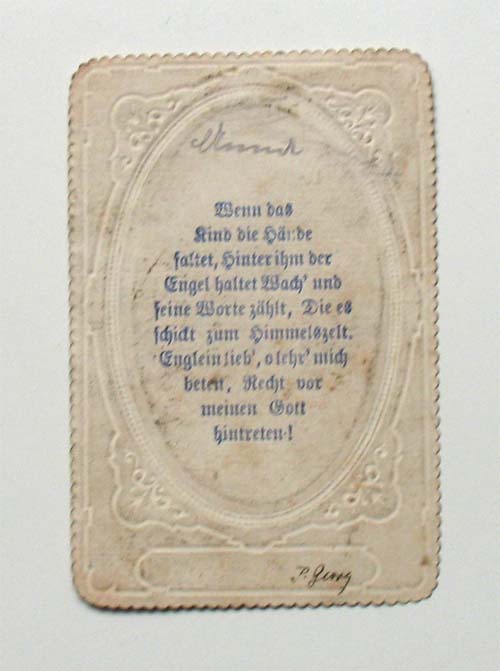 Wenn das
Kind die Hände
faltet, Hinter ihm der
Engel haltet Wach' und
seine Worte zählt, Die es
schickt zum Himmelszelt.
Englein lieb', o lehr' mich
beten, Recht vor
meinen Gott
hintreten!
P. Georg